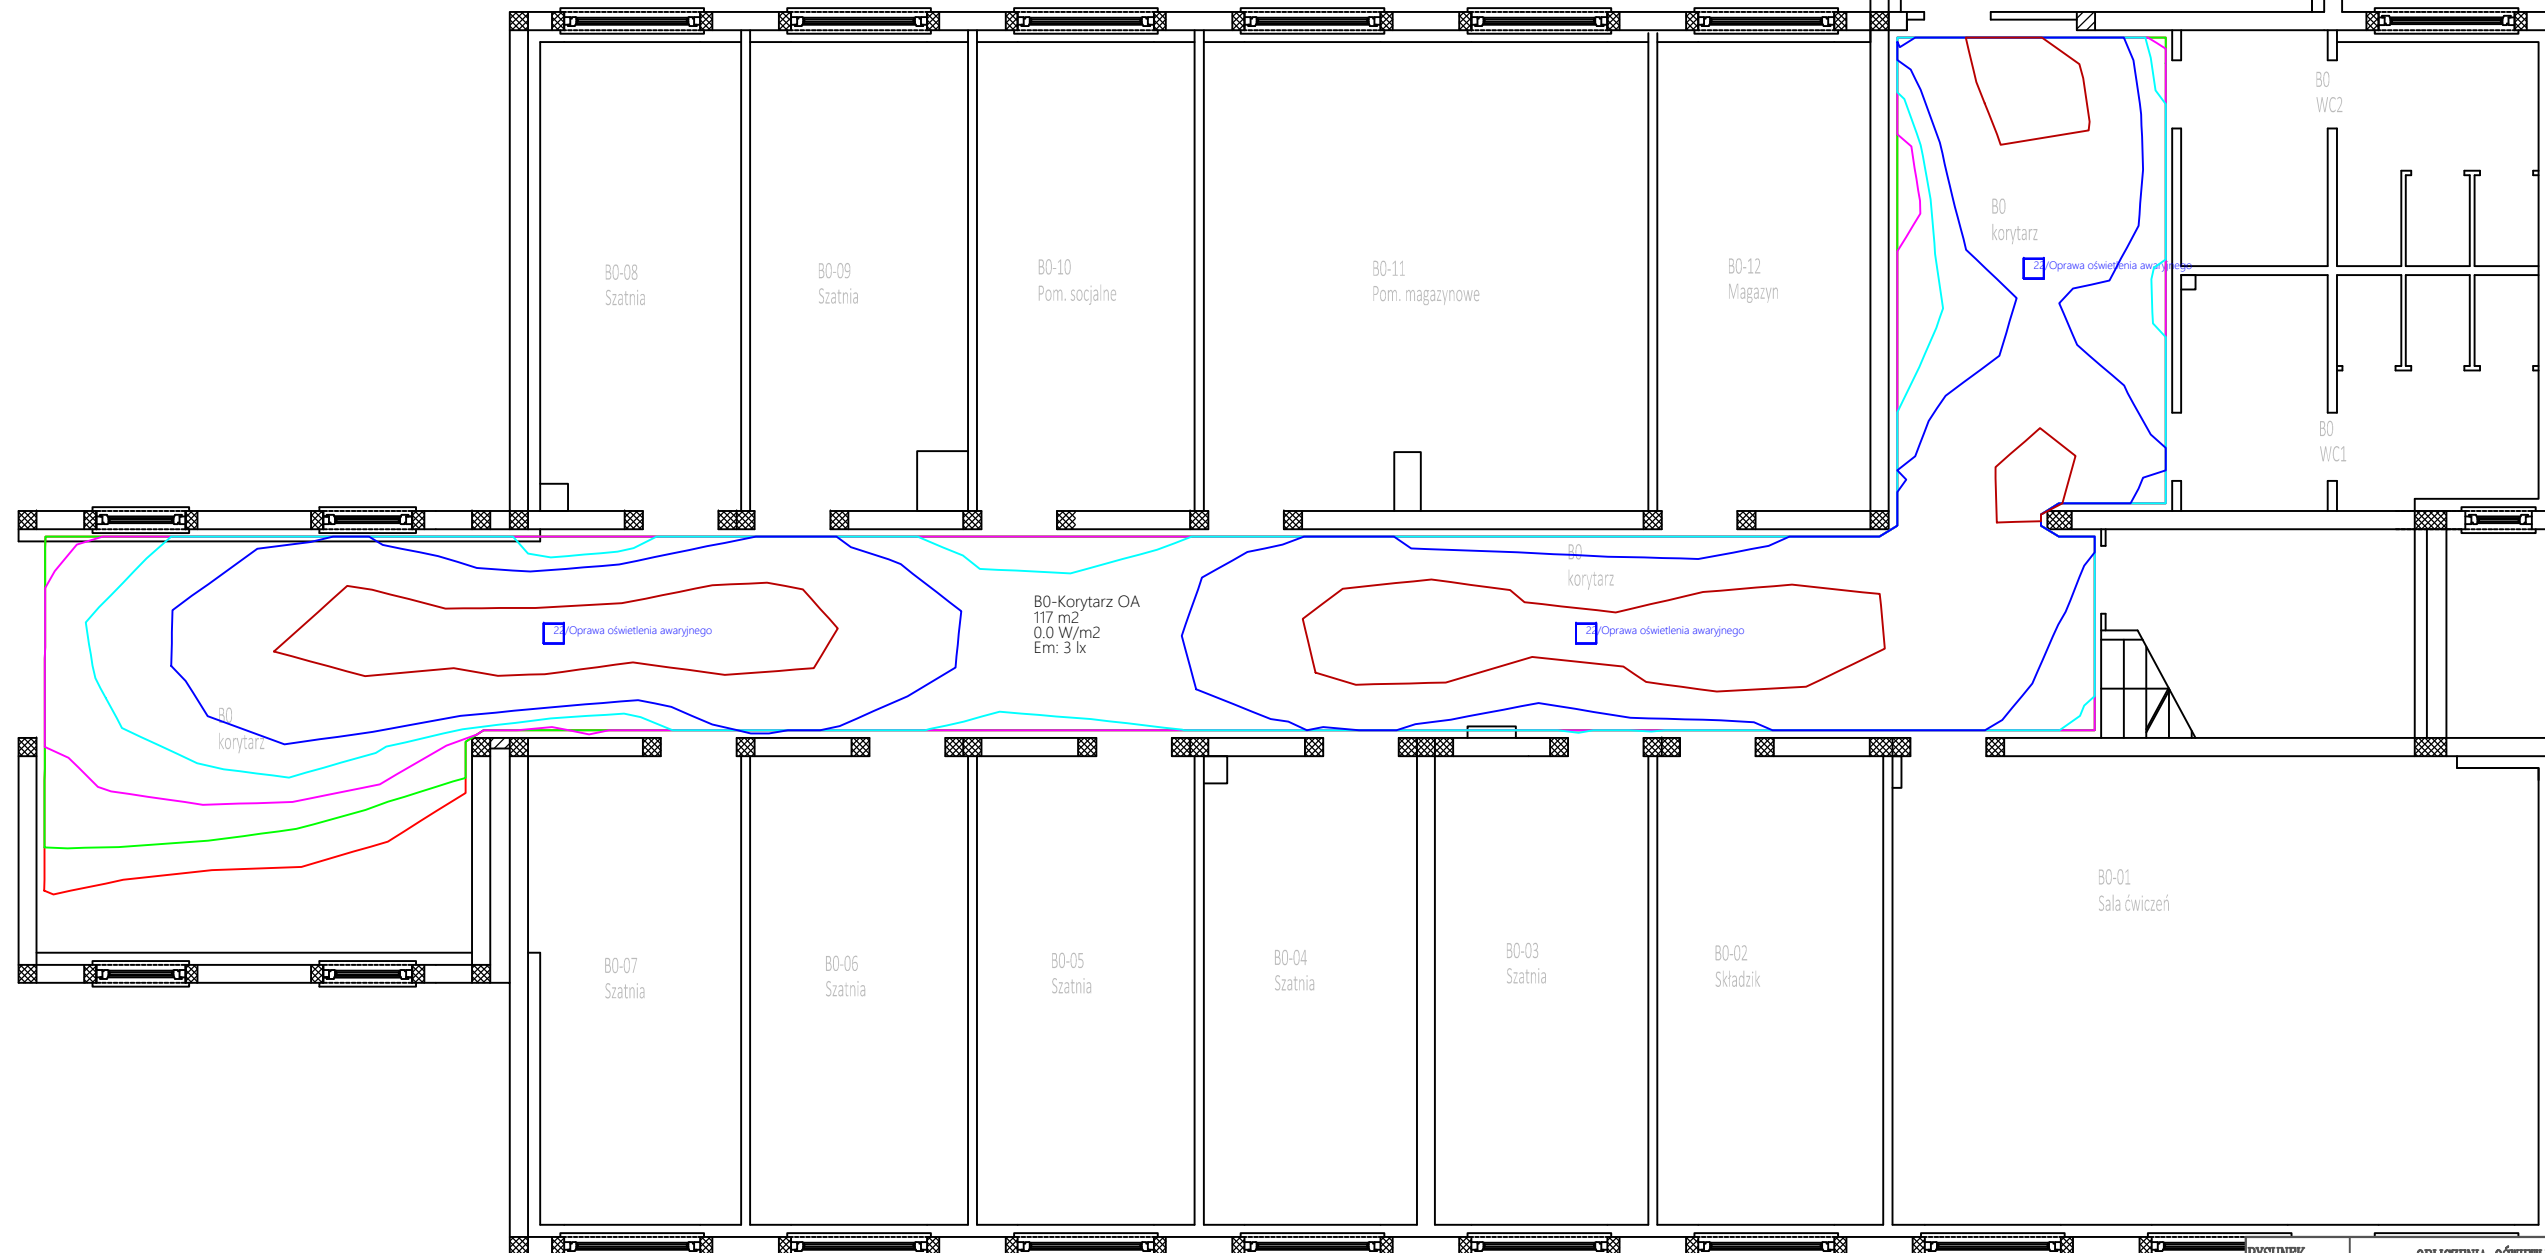 B0
WC2
B0
korytarz
22/Oprawa oświetlenia awaryjnego
B0-08
Szatnia
B0-09
Szatnia
B0-10
Pom. socjalne
B0-11
Pom. magazynowe
B0-12
Magazyn
B0
WC1
B0
korytarz
B0-Korytarz OA
117 m2
0.0 W/m2
Em: 3 lx
22/Oprawa oświetlenia awaryjnego
22/Oprawa oświetlenia awaryjnego
B0
korytarz
B0-01
Sala ćwiczeń
B0-07
Szatnia
B0-06
Szatnia
B0-05
Szatnia
B0-04
Szatnia
B0-03
Szatnia
B0-02
Składzik
RYSUNEK